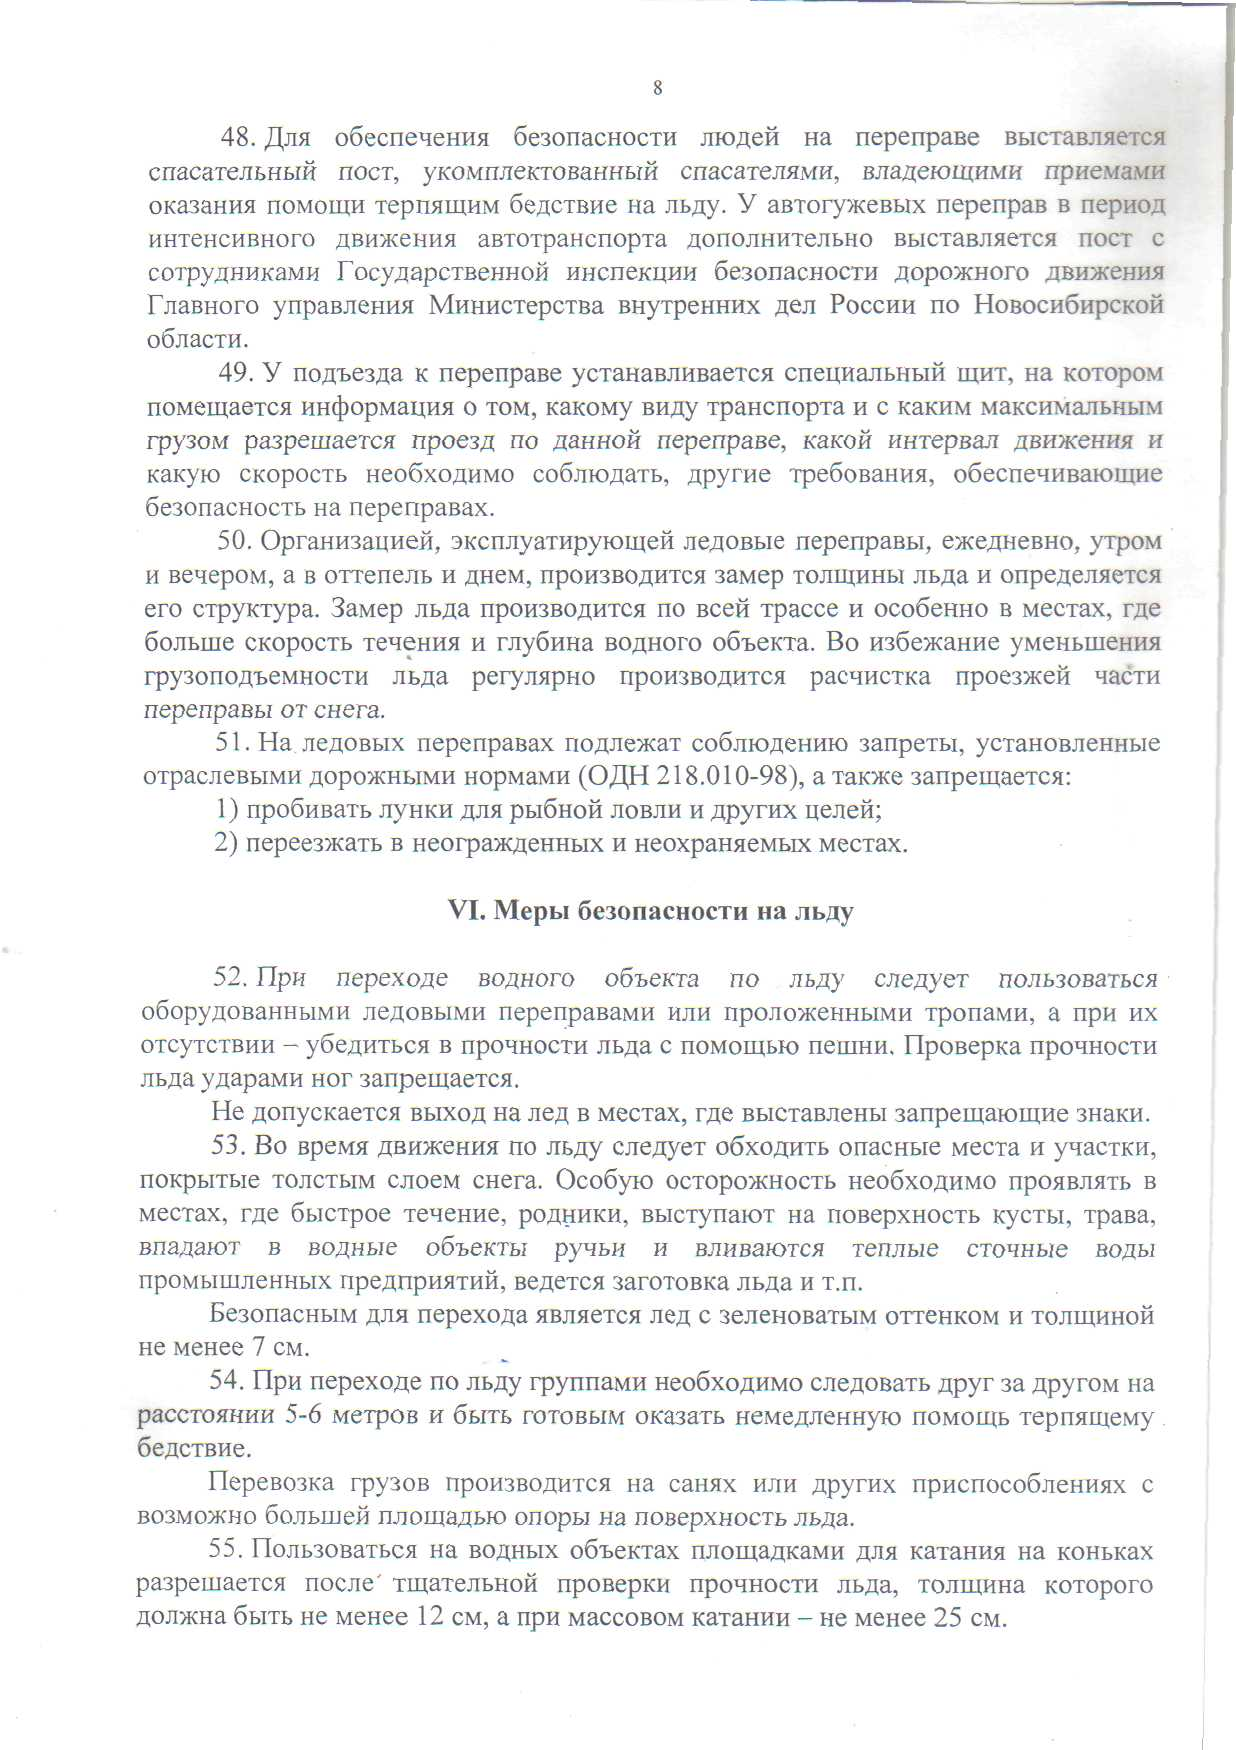 8
48. Для обеспечения безопасности людей на переправе выставляется
спасательный пост, укомплектованный спасателями, владеющими приемами
оказания помощи терпящим бедствие на льду. У автогужевых переправ в период
интенсивного движения автотранспорта дополнительно выставляется пост с
сотрудниками Государственной инспекции безопасности дорожного движения
Главного управления Министерства внутренних дел России по Новосибирской
области.
49. У подъезда к переправе устанавливается специальный щит, на котором
помещается информация о том, какому виду транспорта и с каким максимальным
грузом разрешается проезд по данной переправе, какой интервал движения и
какую скорость необходимо соблюдать, другие требования, обеспечивающие
безопасность на переправах.
50. Организацией, эксплуатирующей ледовые переправы, ежедневно, утром
и вечером, а в оттепель и днем, производится замер толщины льда и определяется
его структура. Замер льда производится по всей трассе и особенно в местах, где
больше скорость течения и глубина водного объекта. Во избежание уменьшения
грузоподъемности льда регулярно производится расчистка проезжей части
переправы от снега.
51. На ледовых переправах подлежат соблюдению запреты, установленные
отраслевыми дорожными нормами (ОДН 218.010-98), а также запрещается:
1) пробивать лунки для рыбной ловли и других целей;
2) переезжать в неогражденных и неохраняемых местах.
VI. Меры безопасности на льду
52. При переходе водного объекта по льду следует пользоваться
оборудованными ледовыми переправами или проложенными тропами, а при их
отсутствии – убедиться в прочности льда с помощью пешни. Проверка прочности
льда ударами ног запрещается.
Не допускается выход на лед в местах, где выставлены запрещающие знаки.
53. Во время движения по льду следует обходить опасные места и участки,
покрытые толстым слоем снега. Особую осторожность необходимо проявлять в
местах, где быстрое течение, родники, выступают на поверхность кусты, трава,
впадают в водные объекты ручьи и вливаются теплые сточные воды
промышленных предприятий, ведется заготовка льда и т.п.
Безопасным для перехода является лед с зеленоватым оттенком и толщиной
не менее 7 см.
54. При переходе по льду группами необходимо следовать друг за другом на
расстоянии 5-6 метров и быть готовым оказать немедленную помощь терпящему
бедствие.
Перевозка грузов производится на санях или других приспособлениях с
возможно большей площадью опоры на поверхность льда.
55. Пользоваться на водных объектах площадками для катания на коньках
разрешается после тщательной проверки прочности льда, толщина которого
должна быть не менее 12 см, а при массовом катании – не менее 25 см.